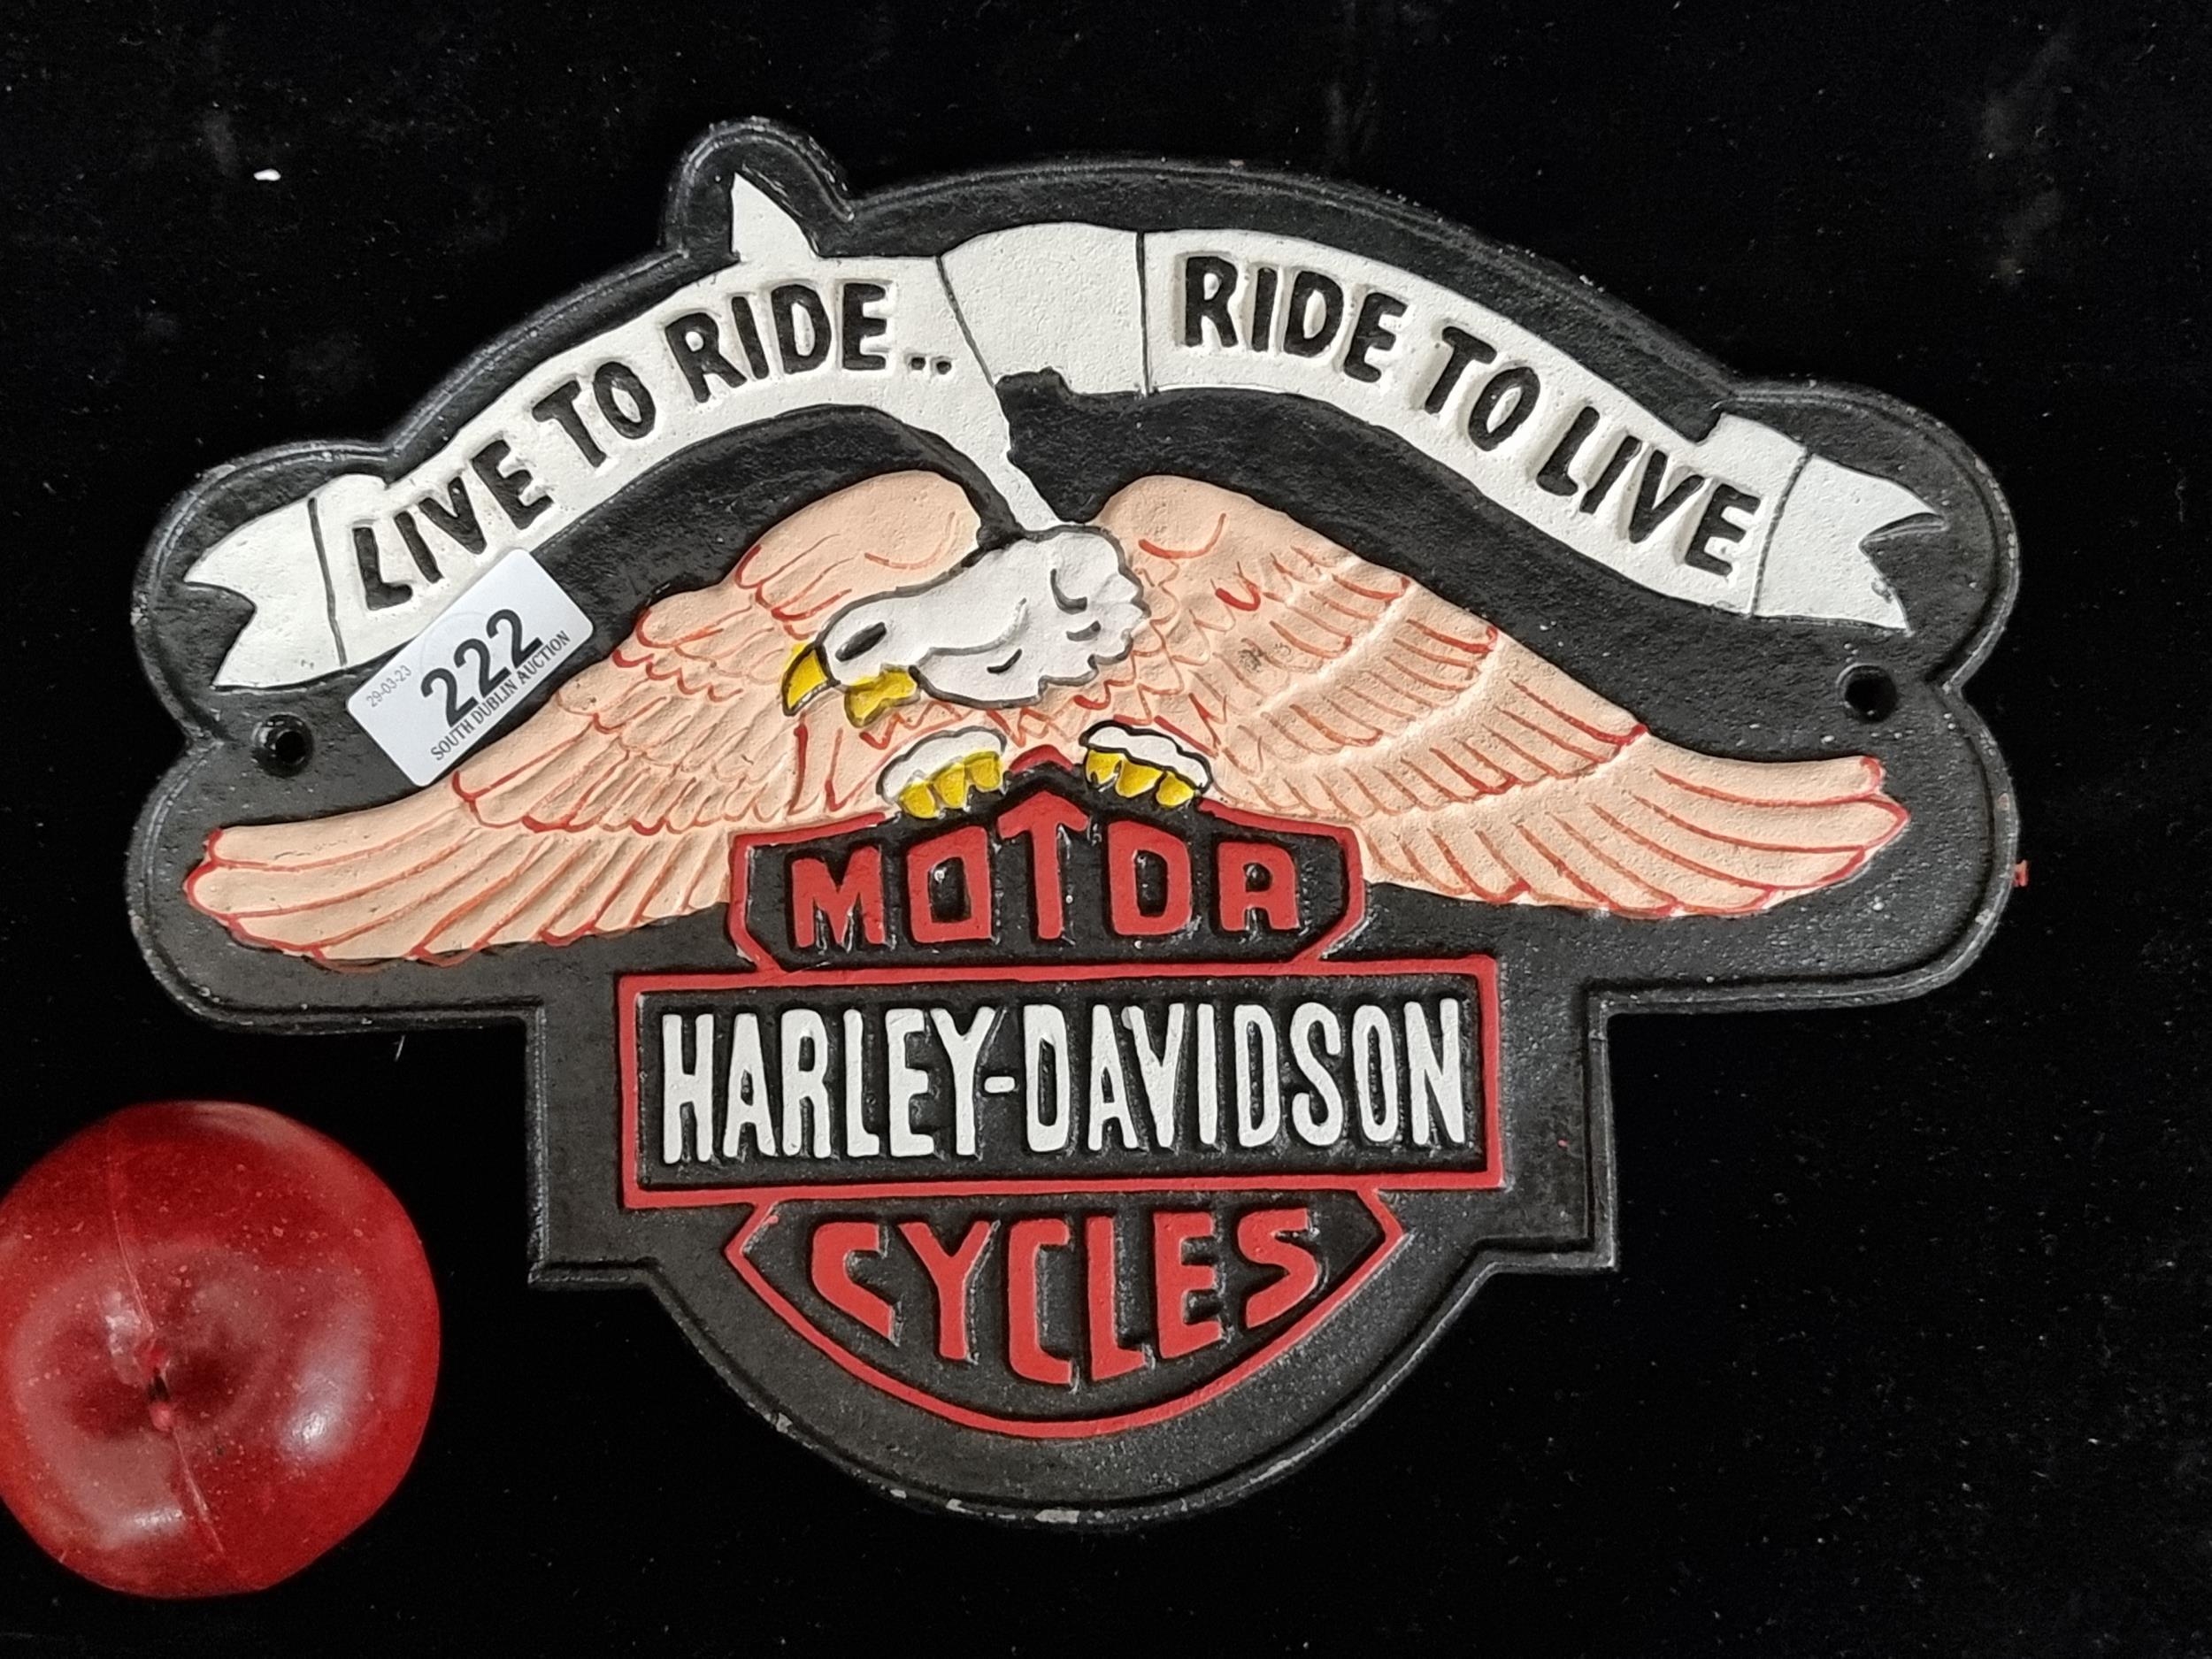 LIVE TO RIDE..
RIDE TO LIVE
29-03-23
222
SOUTH DUBLIN AUCTION
MOTOR
HARLEY-DAVIDSON
CYCLES